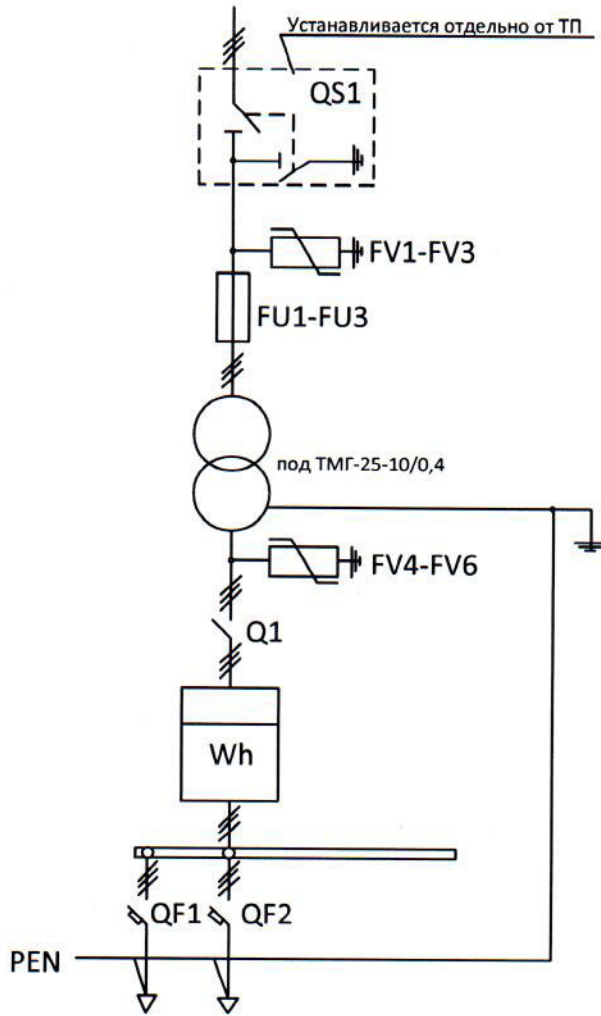 Устанавливается отдельно от ТП
QS1
FV1-FV3
FU1-FU3
под ТМГ-25-10/0,4
FV4-FV6
Q1
Wh
QF1 QF2
PEN